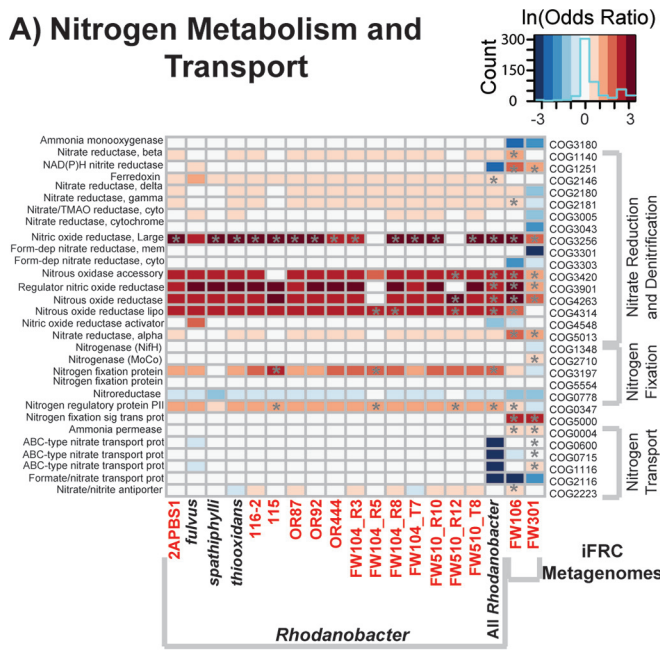 A) Nitrogen Metabolism and
Transport
ln(Odds Ratio)
Count
300
200
100
0
-3 0 1 2 3
Ammonia monooxygenase COG3180
Nitrate reductase, beta COG1140
NAD(P)H nitrite reductase COG1251
Ferredoxin COG2146
Nitrate reductase, delta COG2180
Nitrate reductase, gamma COG2181
Nitrate/TMAO reductase, cyto COG3005
Nitrate reductase, cytochrome COG3043
Nitric oxide reductase, Large COG3256
Form-dep nitrate reductase, mem COG3301
Form-dep nitrate reductase, cyto COG3303
Nitrous oxidase accessory COG3420
Regulator nitric oxide reductase COG3901
Nitrous oxide reductase COG4263
Nitrous oxide reductase lipo COG4314
Nitric oxide reductase activator COG4548
Nitrate reductase, alpha COG5013
Nitrogenase (NifH) COG1348
Nitrogenase (MoCo) COG2710
Nitrogen fixation protein COG3197
Nitrogen fixation protein COG5554
Nitroreductase COG0778
Nitrogen regulatory protein PII COG0347
Nitrogen fixation sig trans prot COG5000
Ammonia permease COG0004
ABC-type nitrate transport prot COG0600
ABC-type nitrate transport prot COG0715
ABC-type nitrate transport prot COG1116
Formate/nitrate transport prot COG2116
Nitrate/nitrite antiporter COG2223
Nitrate Reduction
and Denitrification
Nitrogen
Fixation
Nitrogen
Transport
2APBS1
fulvus
spathiphylli
thiooxidans
116-2
115
OR87
OR92
OR444
FW104_R3
FW104_R5
FW104_R8
FW104_T7
FW510_R10
FW510_R12
FW510_T8
All Rhodanobacter
FW106
FW301
iFRC
Metagenomes
Rhodanobacter